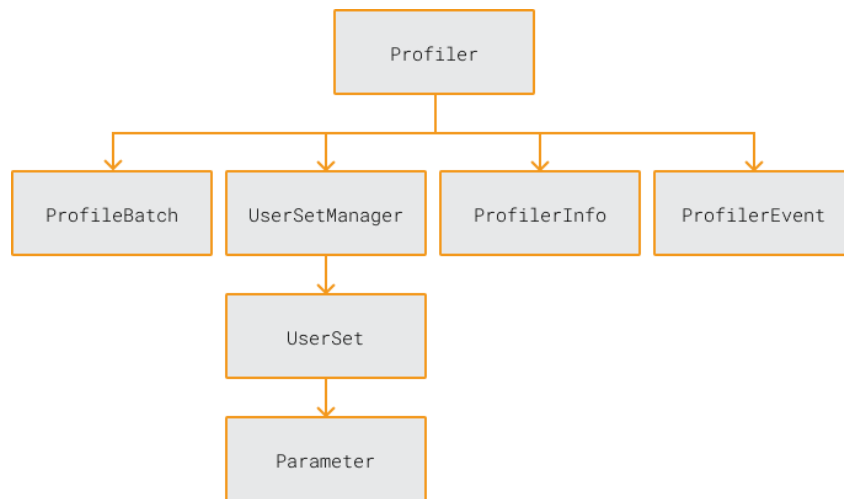 Profiler
ProfileBatch
UserSetManager
ProfilerInfo
ProfilerEvent
UserSet
Parameter